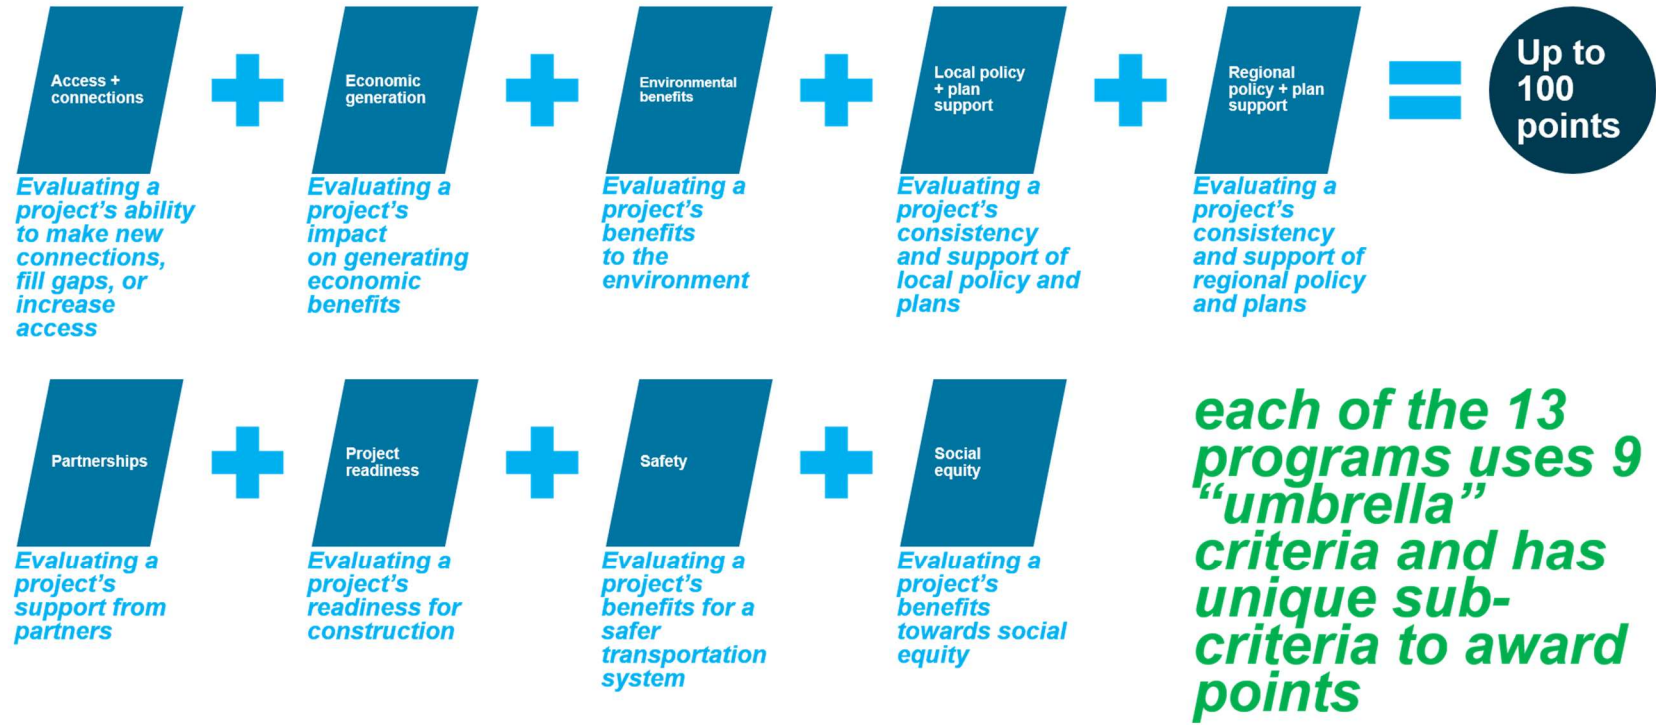 Access +
connections
Economic
generation
Environmental
benefits
Local policy
+ plan
support
Regional
policy + plan
support
Up to
100
points
Evaluating a
project’s ability
to make new
connections,
fill gaps, or
increase
access
Evaluating a
project’s
impact
on generating
economic
benefits
Evaluating a
project’s
benefits
to the
environment
Evaluating a
project’s
consistency
and support of
local policy and
plans
Evaluating a
project’s
consistency
and support of
regional policy
and plans
Partnerships
Project
readiness
Safety
Social
equity
Evaluating a
project’s
support from
partners
Evaluating a
project’s
readiness for
construction
Evaluating a
project’s
benefits for a
safer
transportation
system
Evaluating a
project’s
benefits
towards social
equity
each of the 13
programs uses 9
“umbrella”
criteria and has
unique sub-
criteria to award
points